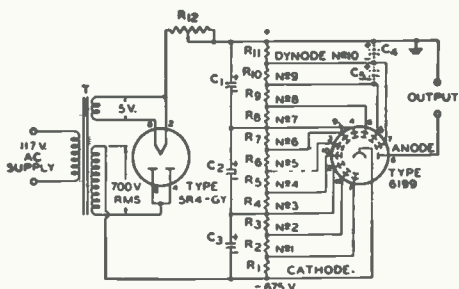 R12
R11
DYNODE №10
C4
R10
№9
C5
C1
R9
№8
OUTPUT
T
R8
№7
5V.
8
2
R7
№6
ANODE
117 V.
AC
SUPPLY
C2
R6
№5
TYPE
6199
700V
RMS
4
TYPE
5R4-GY
R5
№4
R4
№3
C3
R3
№2
R2
№1
R1
CATHODE.
-875 V